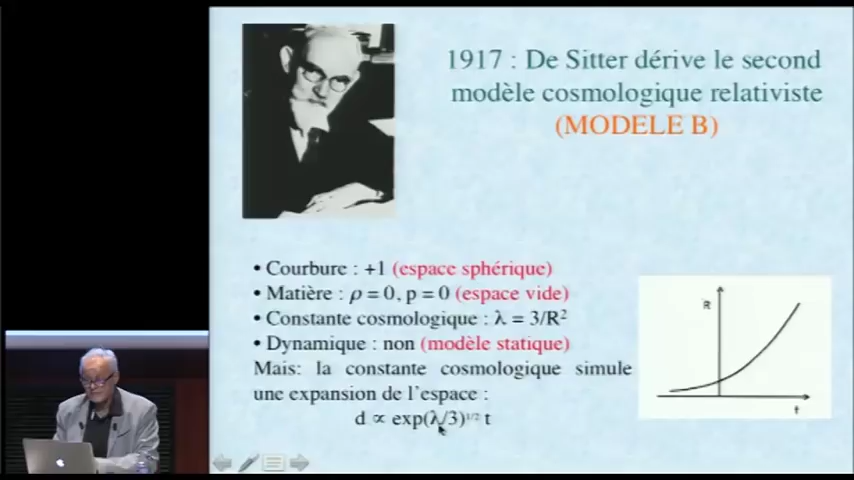 1917 : De Sitter dérive le second
modèle cosmologique relativiste
(MODELE B)
• Courbure : +1 (espace sphérique)
• Matière : ρ = 0, p = 0 (espace vide)
• Constante cosmologique : λ = 3/R²
• Dynamique : non (modèle statique)
Mais: la constante cosmologique simule
une expansion de l'espace :
d ∝ exp(λ/3)¹ᐟ² t
R
t